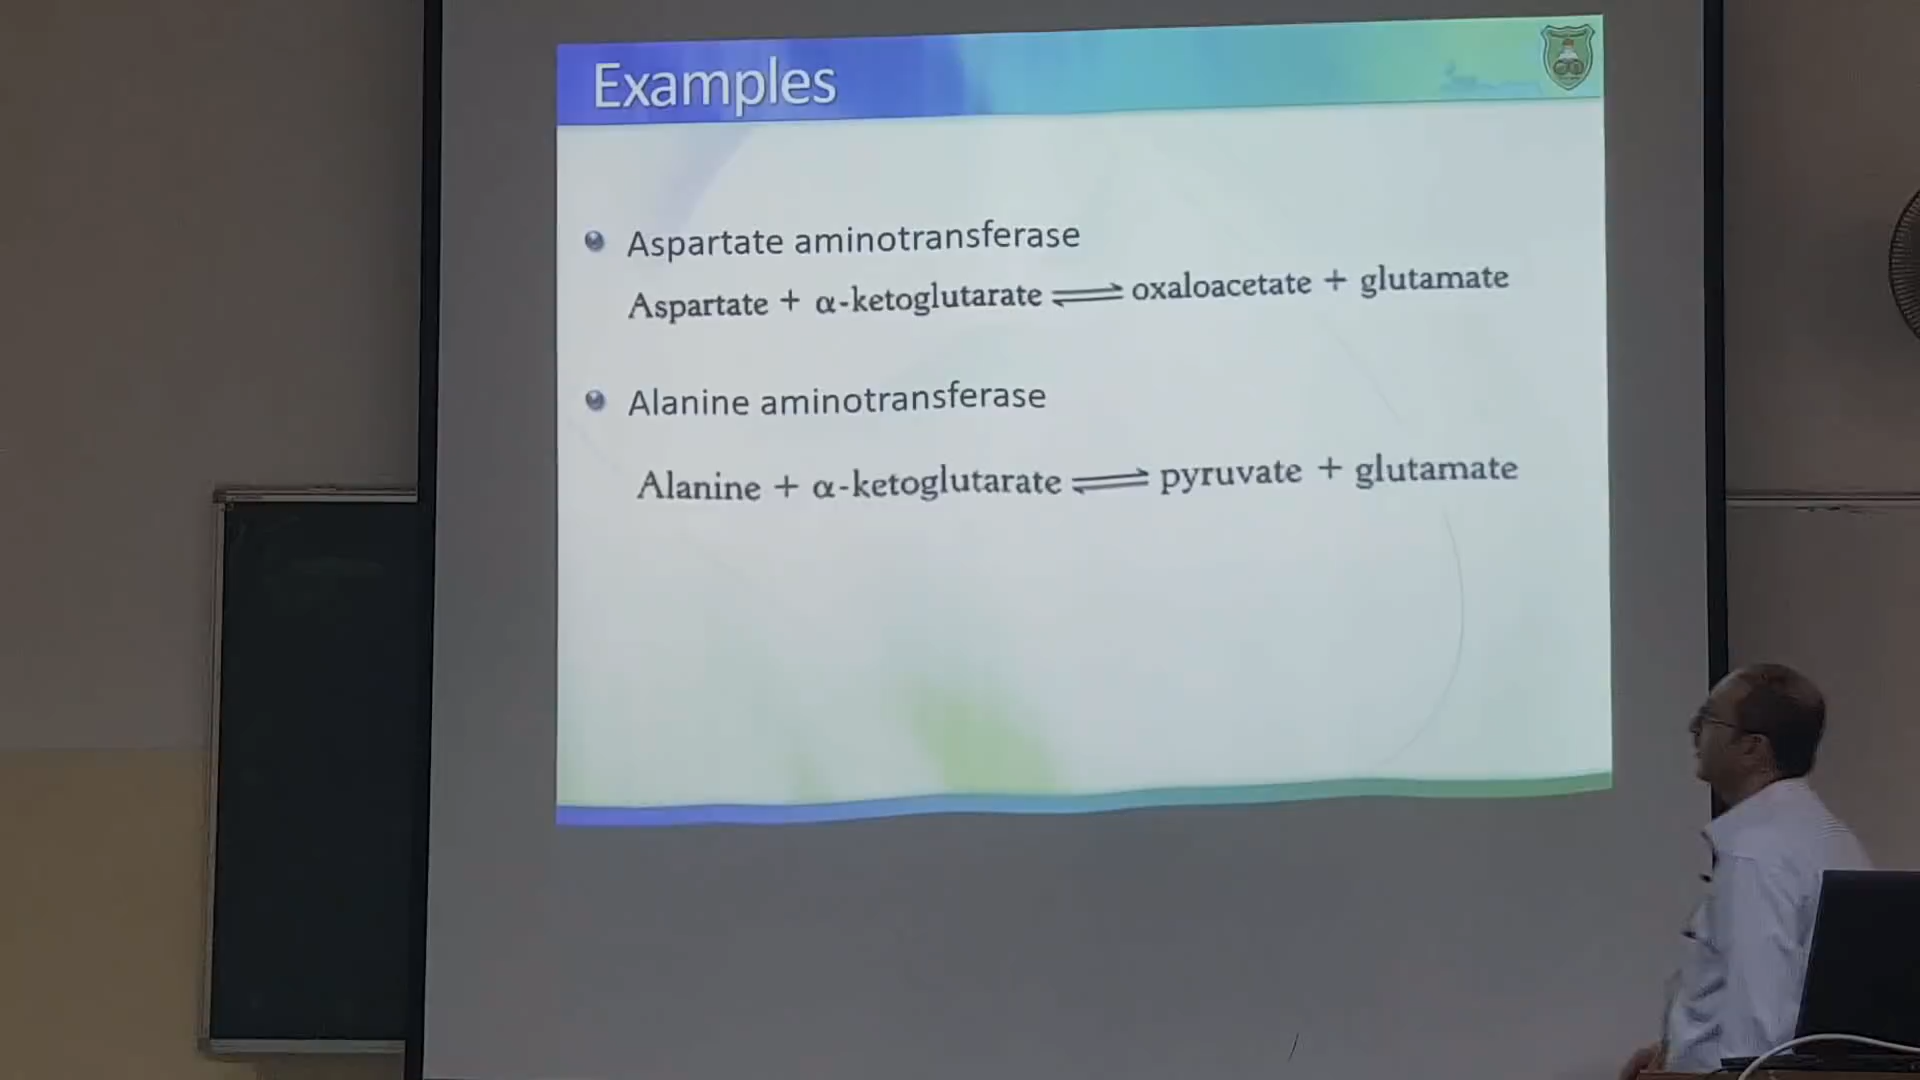 Examples
Aspartate aminotransferase
Aspartate + α-ketoglutarate ⇌ oxaloacetate + glutamate
Alanine aminotransferase
Alanine + α-ketoglutarate ⇌ pyruvate + glutamate